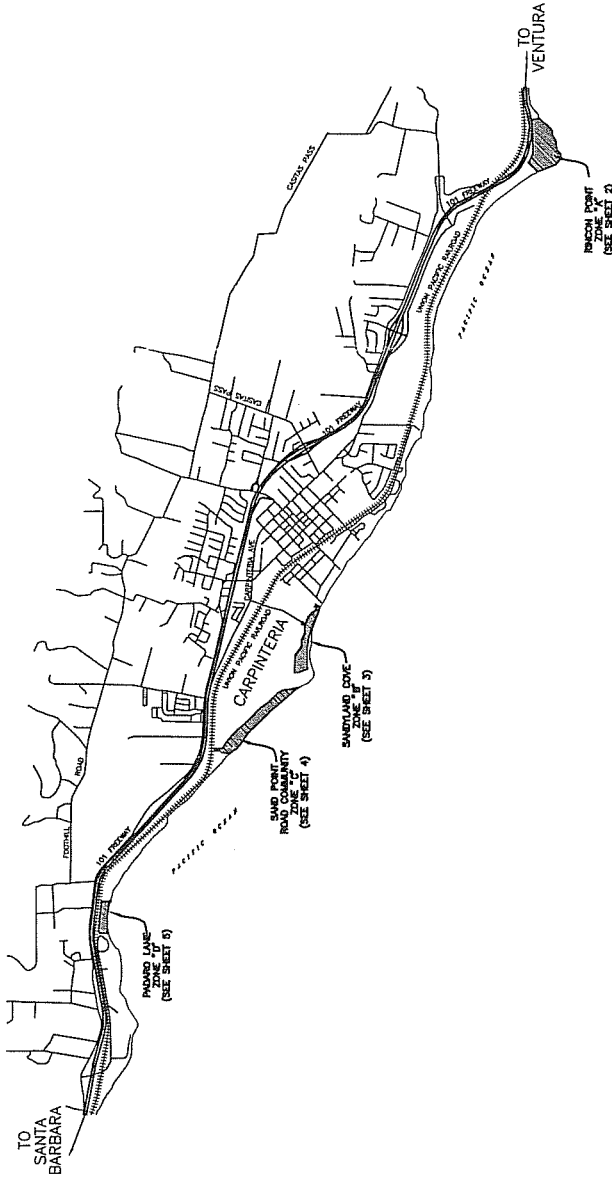 TO
SANTA
BARBARA
FOOTHILL
ROAD
101 FREEWAY
PADARO LANE
ZONE "D"
(SEE SHEET 5)
PACIFIC OCEAN
SAND POINT
ROAD COMMUNITY
ZONE "C"
(SEE SHEET 4)
UNION PACIFIC RAILROAD
CARPINTERIA
CARPINTERIA AVE
SANDYLAND COVE
ZONE "B"
(SEE SHEET 3)
CASITAS PASS
101 FREEWAY
CASITAS PASS
UNION PACIFIC RAILROAD
101 FREEWAY
PACIFIC OCEAN
RINCON POINT
ZONE "A"
(SEE SHEET 2)
TO
VENTURA